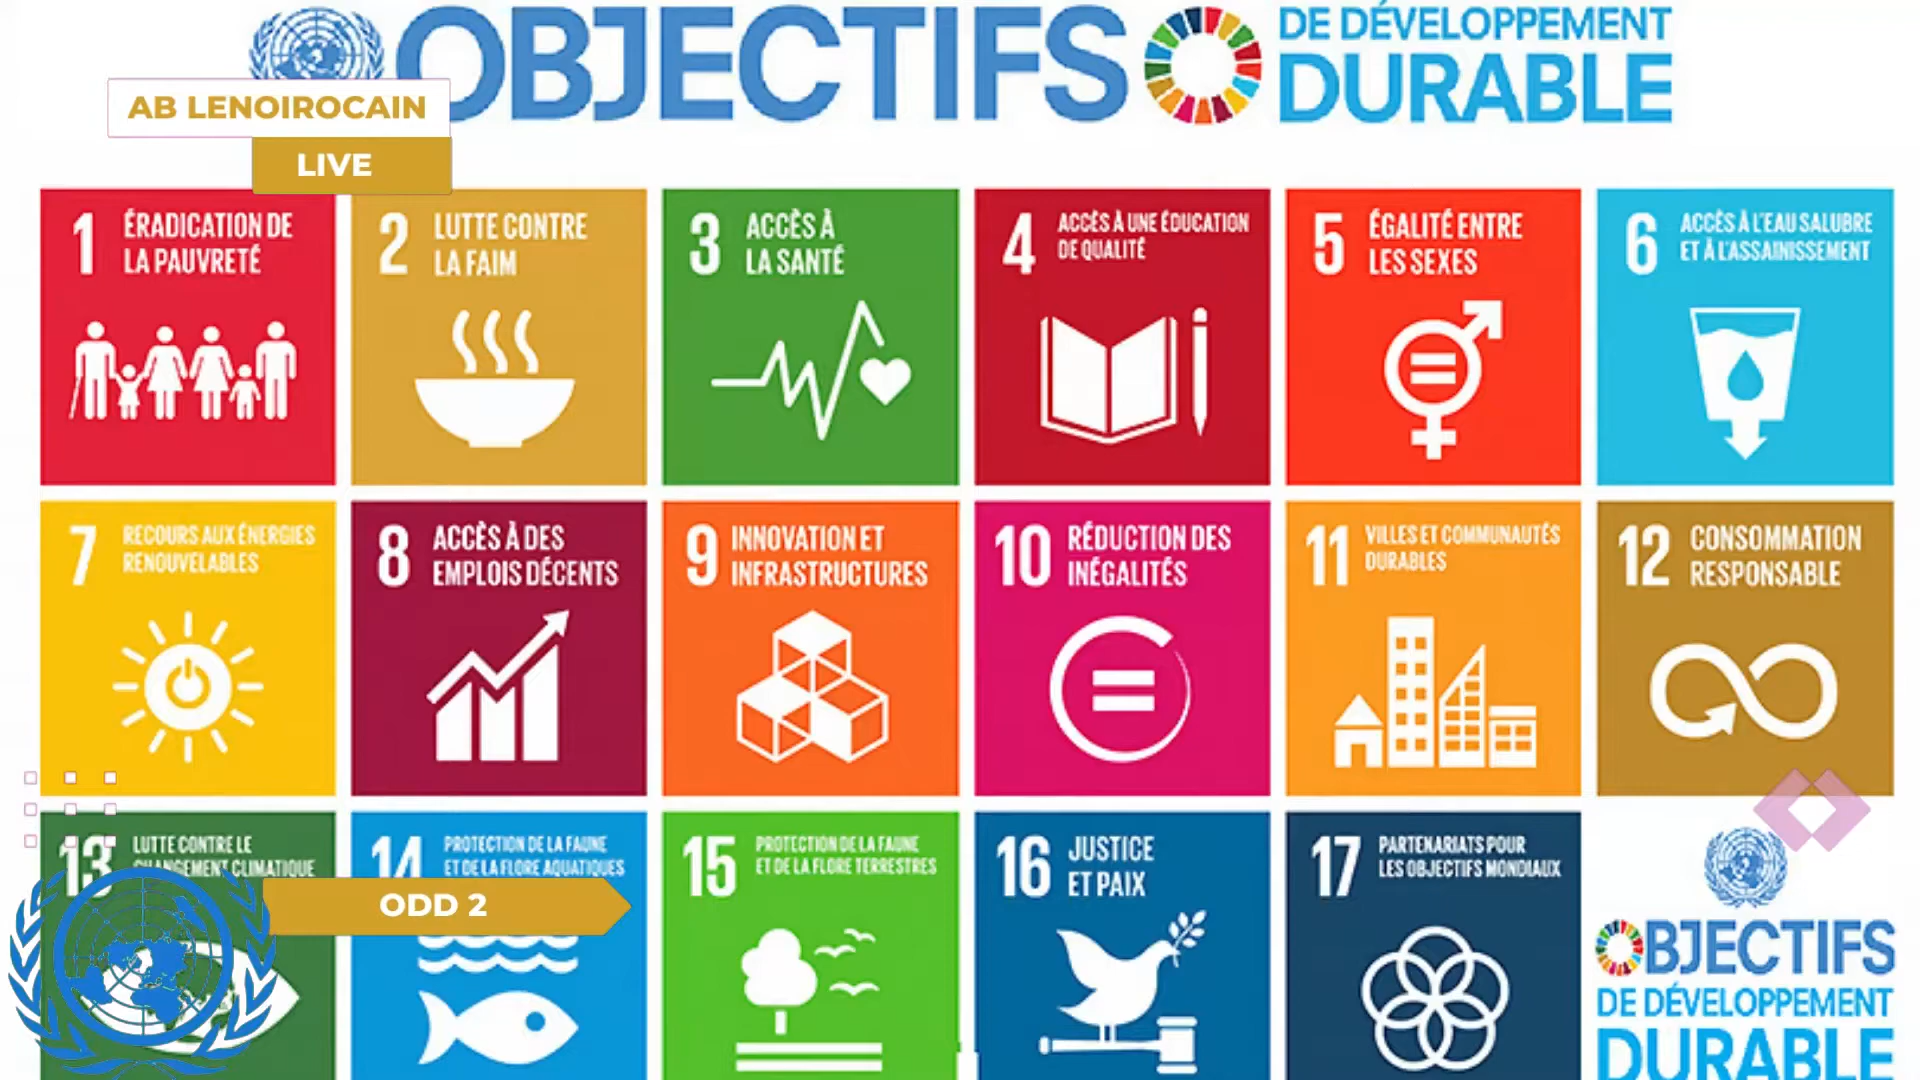 OBJECTIFS
DE DÉVELOPPEMENT
DURABLE
AB LENOIROCAIN
LIVE
1 ÉRADICATION DE
LA PAUVRETÉ
2 LUTTE CONTRE
LA FAIM
3 ACCÈS À
LA SANTÉ
4 ACCÈS À UNE ÉDUCATION
DE QUALITÉ
5 ÉGALITÉ ENTRE
LES SEXES
6 ACCÈS À L'EAU SALUBRE
ET À L'ASSAINISSEMENT
7 RECOURS AUX ÉNERGIES
RENOUVELABLES
8 ACCÈS À DES
EMPLOIS DÉCENTS
9 INNOVATION ET
INFRASTRUCTURES
10 RÉDUCTION DES
INÉGALITÉS
11 VILLES ET COMMUNAUTÉS
DURABLES
12 CONSOMMATION
RESPONSABLE
13 LUTTE CONTRE LE
CHANGEMENT CLIMATIQUE
14 PROTECTION DE LA FAUNE
ET DE LA FLORE AQUATIQUES
15 PROTECTION DE LA FAUNE
ET DE LA FLORE TERRESTRES
16 JUSTICE
ET PAIX
17 PARTENARIATS POUR
LES OBJECTIFS MONDIAUX
ODD 2
OBJECTIFS
DE DÉVELOPPEMENT
DURABLE